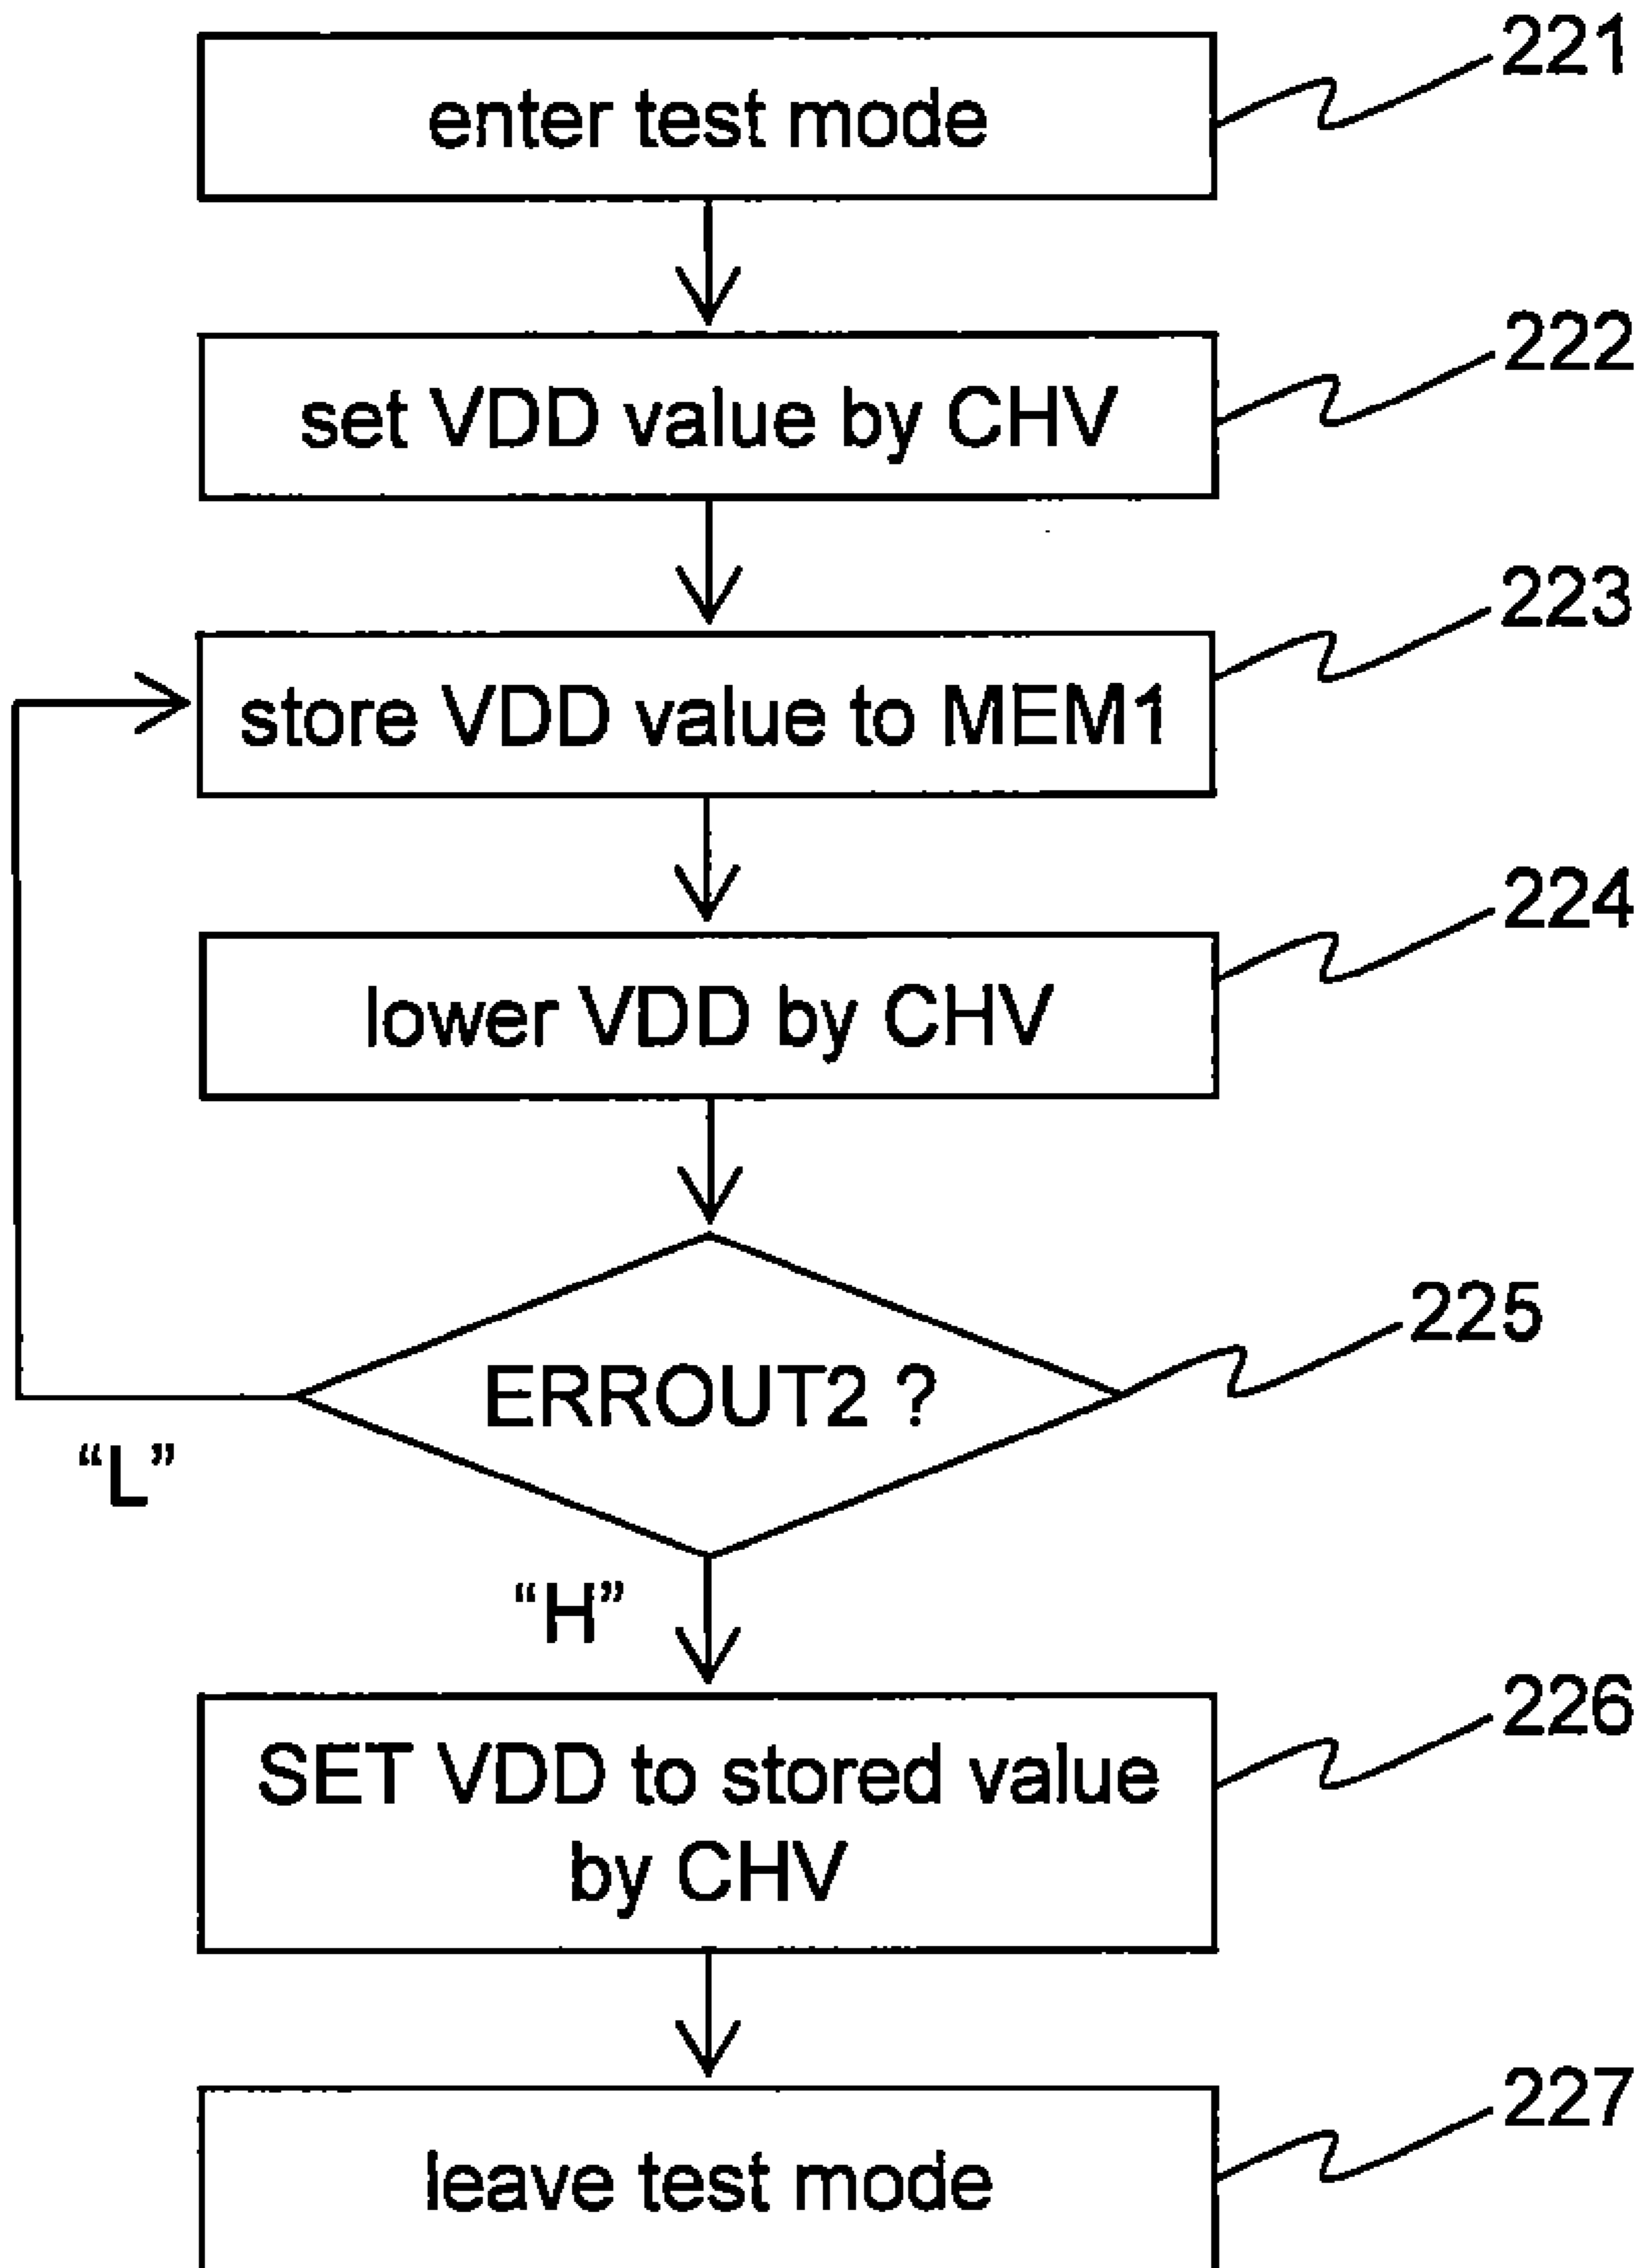 221
enter test mode
222
set VDD value by CHV
223
store VDD value to MEM1
224
lower VDD by CHV
225
ERROUT2 ?
“L”
“H”
226
SET VDD to stored value
by CHV
227
leave test mode